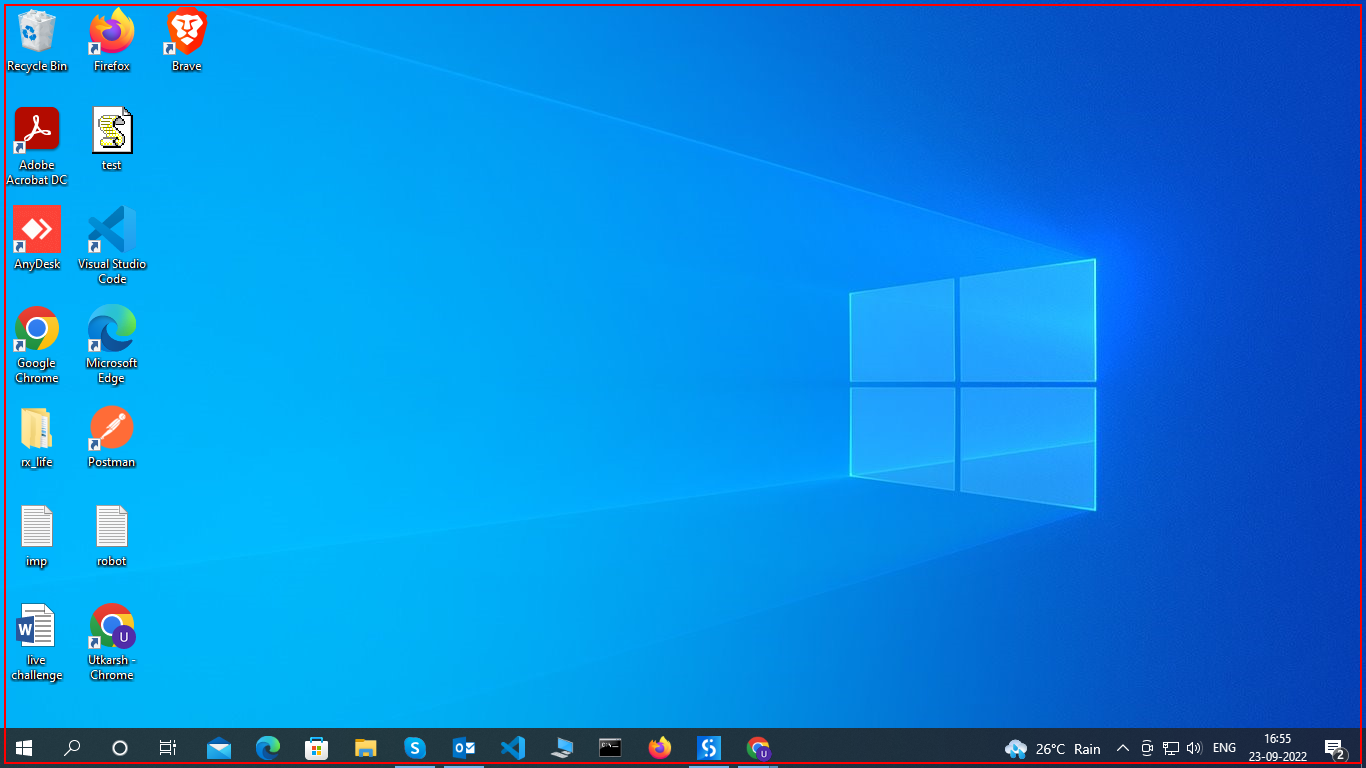 Recycle Bin
Firefox
Brave
Adobe
Acrobat DC
test
AnyDesk
Visual Studio
Code
Google
Chrome
Microsoft
Edge
rx_life
Postman
imp
robot
W
live
challenge
U
Utkarsh -
Chrome
U
26°C Rain
ENG
16:55
23-09-2022
2